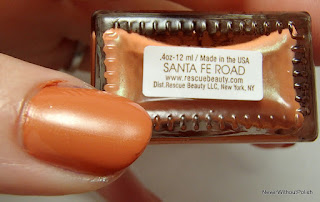 .4oz-12 ml / Made in the USA
SANTA FE ROAD
www.rescuebeauty.com
Dist.Rescue Beauty LLC, New York, NY
NeverWithoutPolish